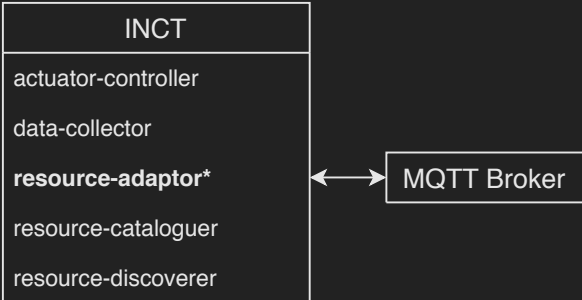 INCT
actuator-controller
data-collector
resource-adaptor*
MQTT Broker
resource-cataloguer
resource-discoverer